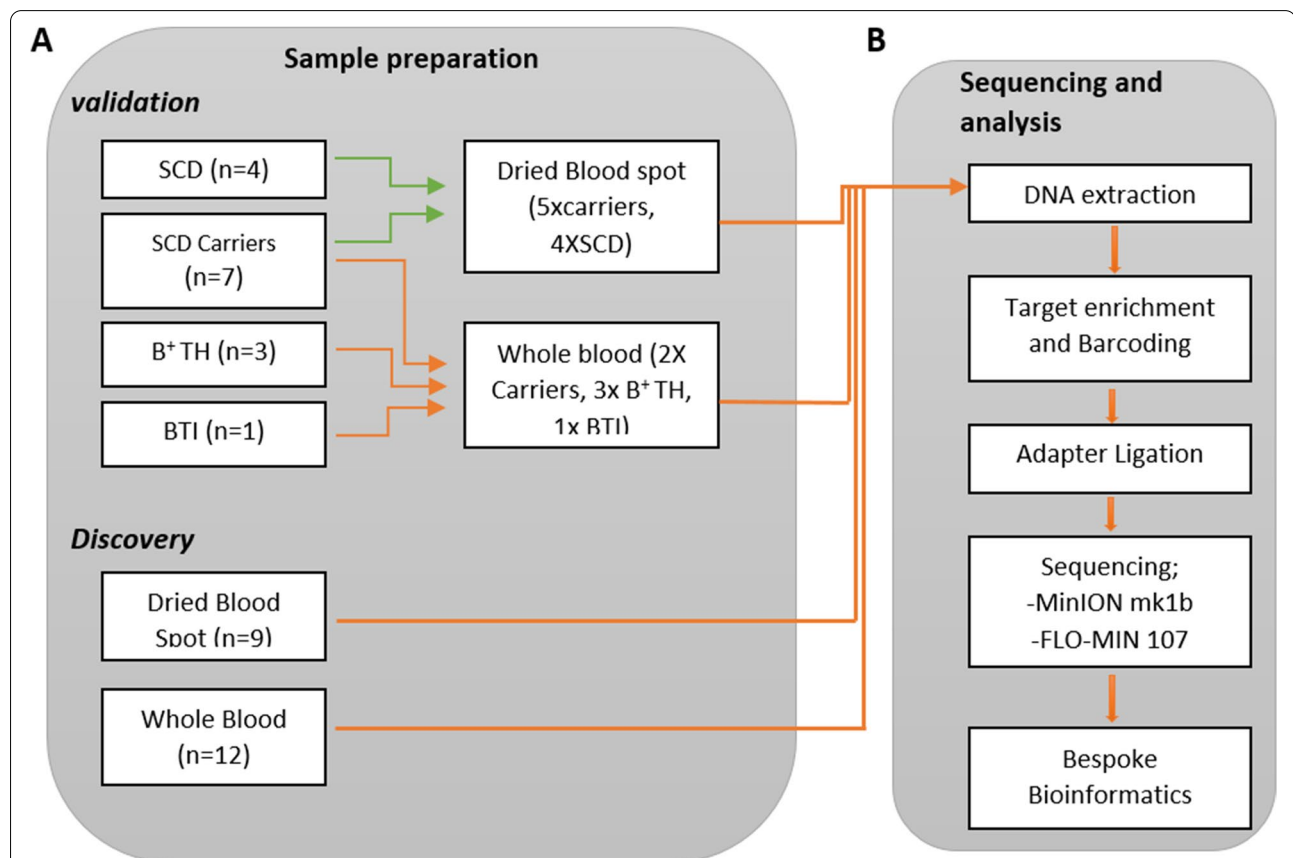 A
Sample preparation
validation
SCD (n=4)
SCD Carriers
(n=7)
B⁺ TH (n=3)
BTI (n=1)
Dried Blood spot
(5xcarriers,
4XSCD)
Whole blood (2X
Carriers, 3x B⁺ TH,
1x BTI)
Discovery
Dried Blood
Spot (n=9)
Whole Blood
(n=12)
B
Sequencing and
analysis
DNA extraction
Target enrichment
and Barcoding
Adapter Ligation
Sequencing;
-MinION mk1b
-FLO-MIN 107
Bespoke
Bioinformatics